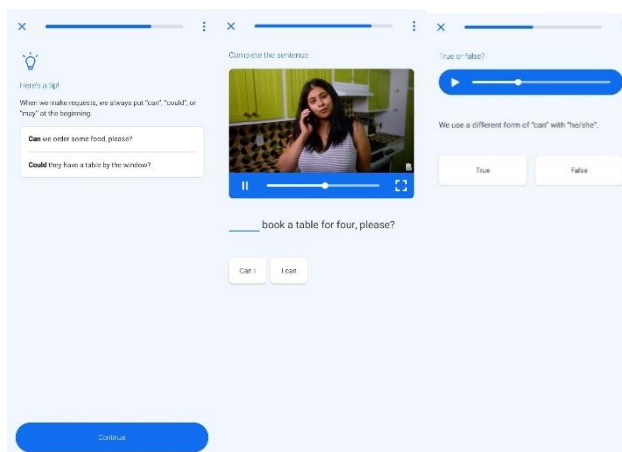 Here's a tip!
When we make requests, we always put "can", "could", or
"may" at the beginning.
Can we order some food, please?
Could they have a table by the window?
Continue
Complete the sentence.
_____ book a table for four, please?
Can I
I can
True or false?
We use a different form of "can" with "he/she".
True
False